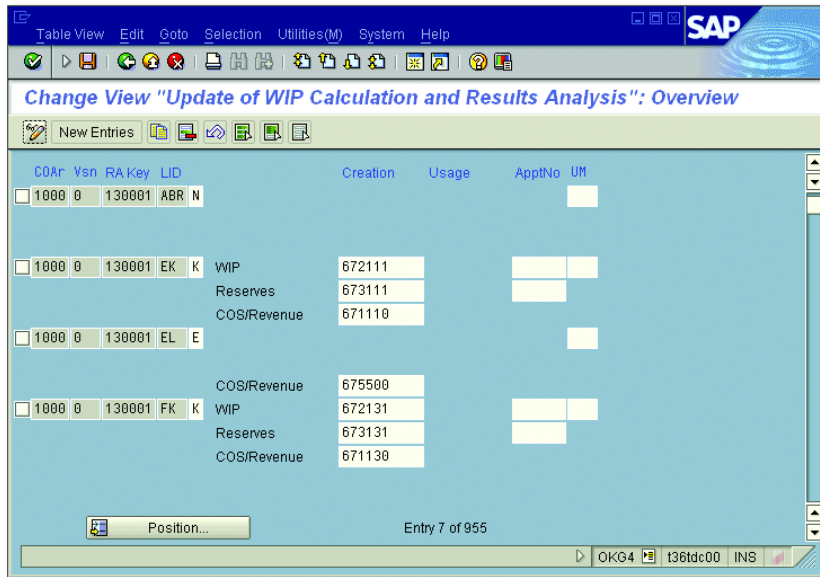 Table View Edit Goto Selection Utilities(M) System Help
SAP
Change View "Update of WIP Calculation and Results Analysis": Overview
New Entries
COAr Vsn RA Key LID Creation Usage ApptNo UM
1000 0 130001 ABR N
1000 0 130001 EK K WIP 672111
Reserves 673111
COS/Revenue 671110
1000 0 130001 EL E
COS/Revenue 675500
1000 0 130001 FK K WIP 672131
Reserves 673131
COS/Revenue 671130
Position... Entry 7 of 955
OKG4 t36tdc00 INS